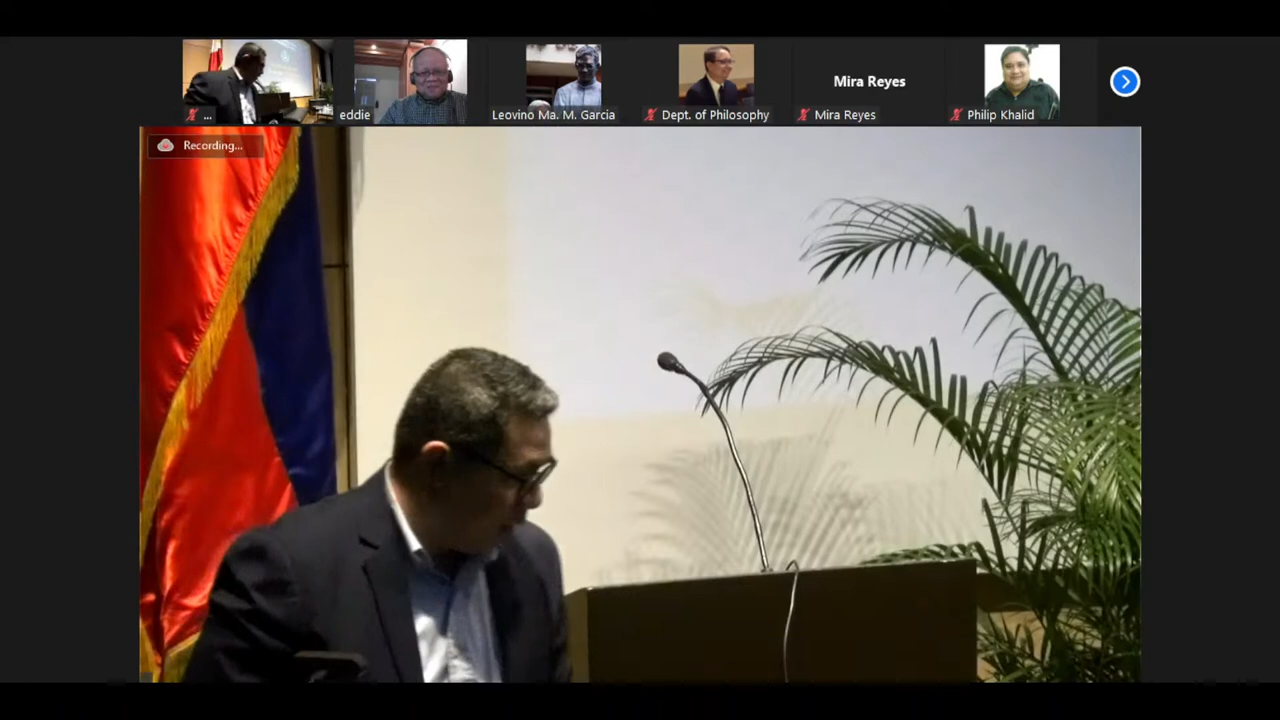 Mira Reyes
...
eddie
Leovino Ma. M. Garcia
Dept. of Philosophy
Mira Reyes
Philip Khalid
Recording...